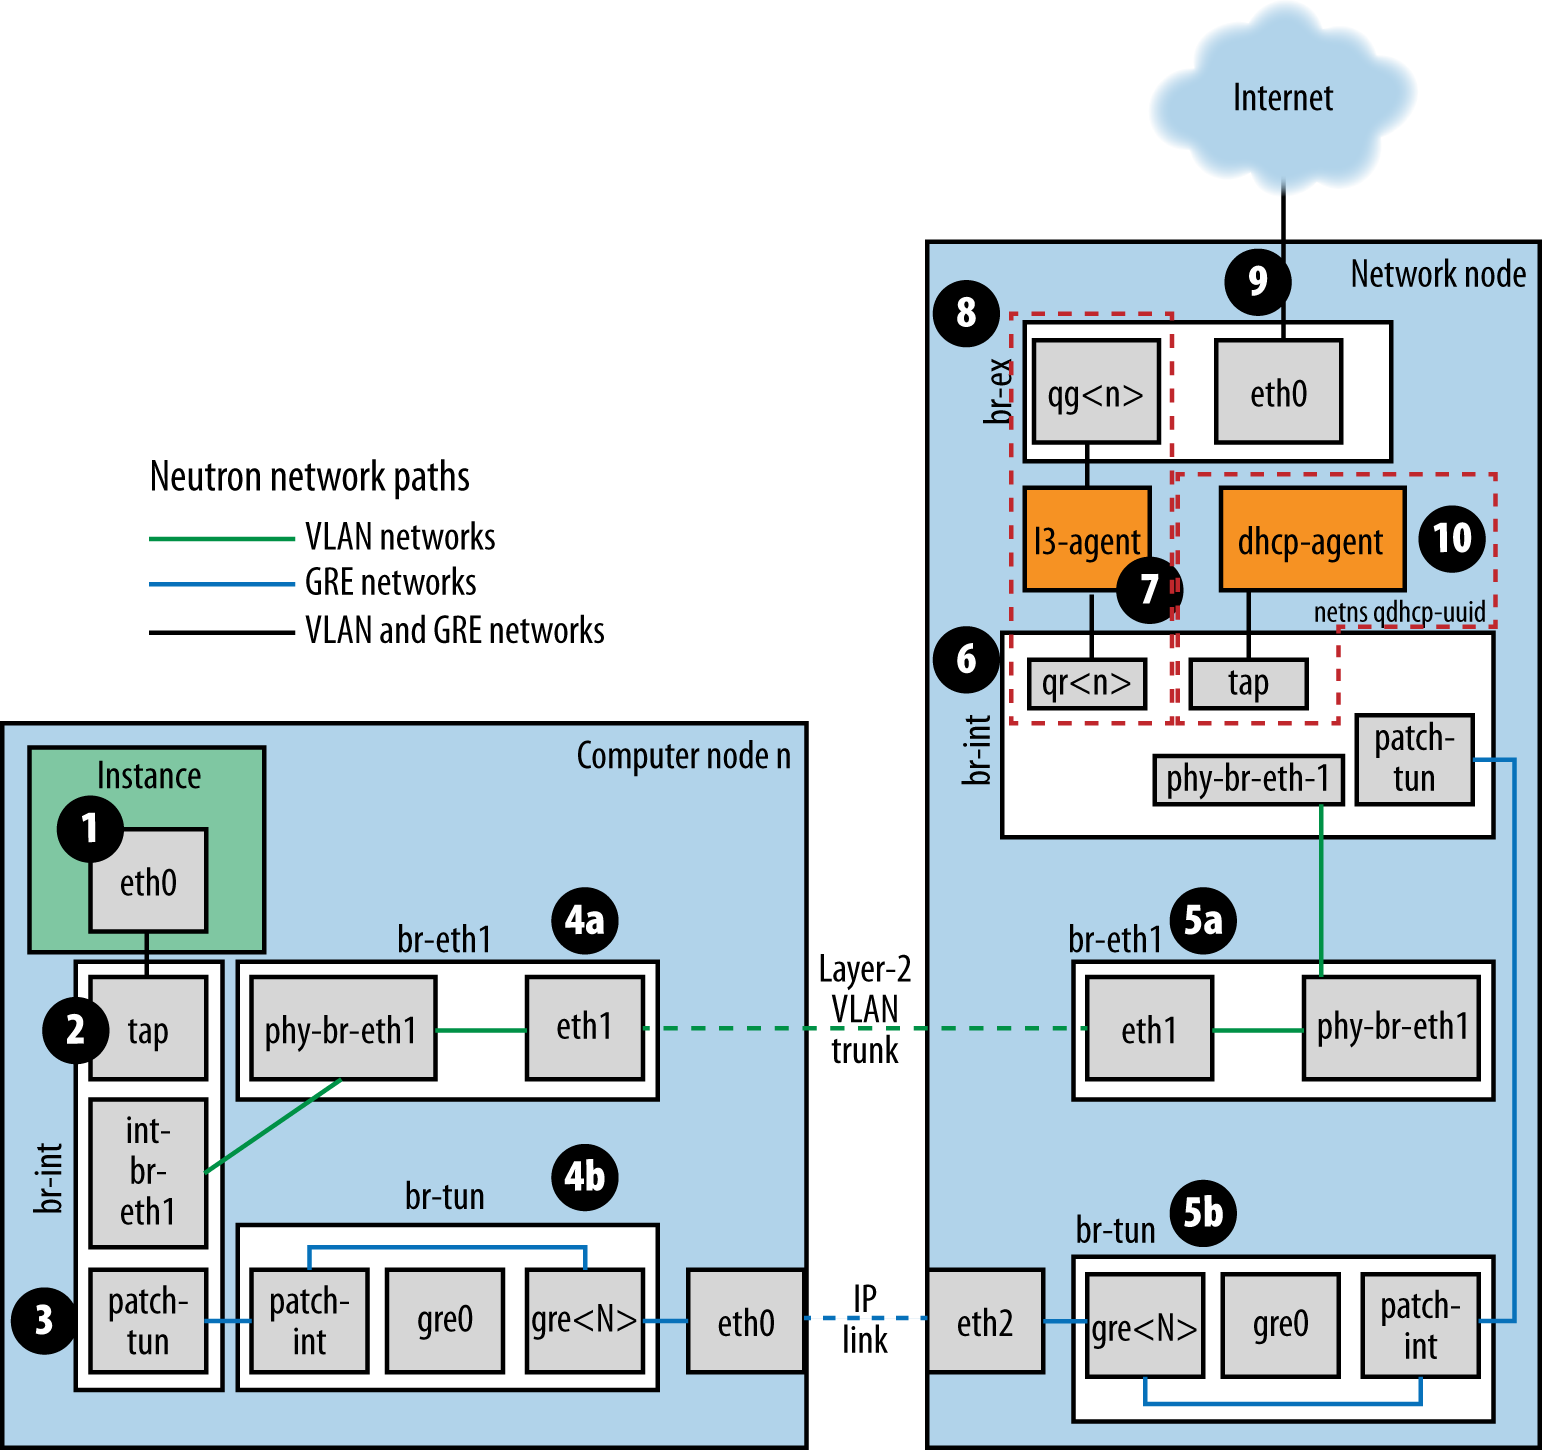 Internet
Network node
9
8
br-ex
qg<n>
eth0
Neutron network paths
VLAN networks
GRE networks
VLAN and GRE networks
l3-agent
dhcp-agent
10
7
netns qdhcp-uuid
6
br-int
qr<n>
tap
patch-
tun
phy-br-eth-1
Computer node n
Instance
1
eth0
4a
br-eth1
2
tap
phy-br-eth1
eth1
Layer-2
VLAN
trunk
5a
br-eth1
eth1
phy-br-eth1
br-int
int-
br-
eth1
4b
br-tun
3
patch-
tun
patch-
int
gre0
gre<N>
eth0
IP
link
5b
br-tun
eth2
gre<N>
gre0
patch-
int